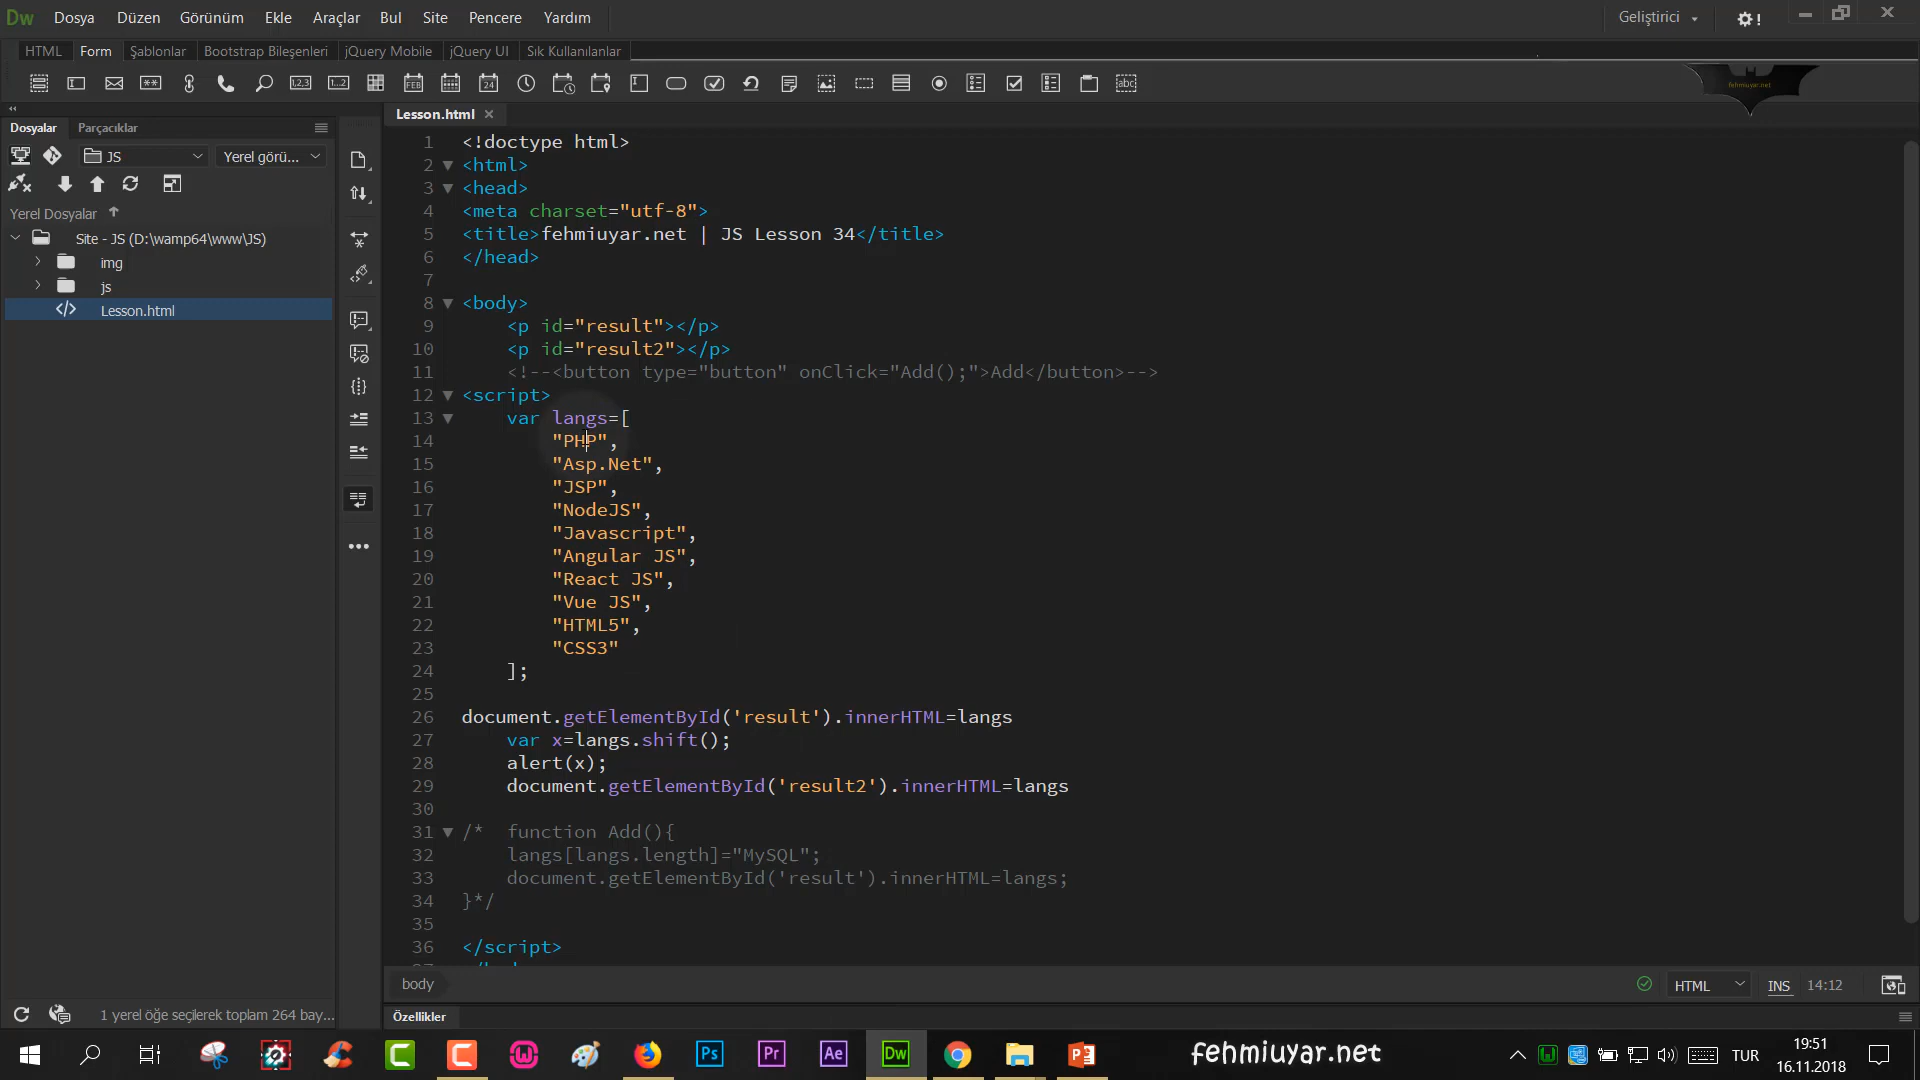 Dw Dosya Düzen Görünüm Ekle Araçlar Bul Site Pencere Yardım Geliştirici
HTML Form Şablonlar Bootstrap Bileşenleri jQuery Mobile jQuery UI Sık Kullanılanlar
fehmiuyar.net
Dosyalar Parçacıklar
Lesson.html
JS Yerel görü...
Yerel Dosyalar
Site - JS (D:\wamp64\www\JS)
img
js
Lesson.html
1 <!doctype html>
2 <html>
3 <head>
4 <meta charset="utf-8">
5 <title>fehmiuyar.net | JS Lesson 34</title>
6 </head>
7
8 <body>
9 <p id="result"></p>
10 <p id="result2"></p>
11 <!--<button type="button" onClick="Add();">Add</button>-->
12 <script>
13 var langs=[
14 "PHP",
15 "Asp.Net",
16 "JSP",
17 "NodeJS",
18 "Javascript",
19 "Angular JS",
20 "React JS",
21 "Vue JS",
22 "HTML5",
23 "CSS3"
24 ];
25
26 document.getElementById('result').innerHTML=langs
27 var x=langs.shift();
28 alert(x);
29 document.getElementById('result2').innerHTML=langs
30
31 /* function Add(){
32 langs[langs.length]="MySQL";
33 document.getElementById('result').innerHTML=langs;
34 }*/
35
36 </script>
body HTML INS 14:12
1 yerel öğe seçilerek toplam 264 bay...
Özellikler
Ps Pr Ae Dw
fehmiuyar.net
TUR
19:51
16.11.2018